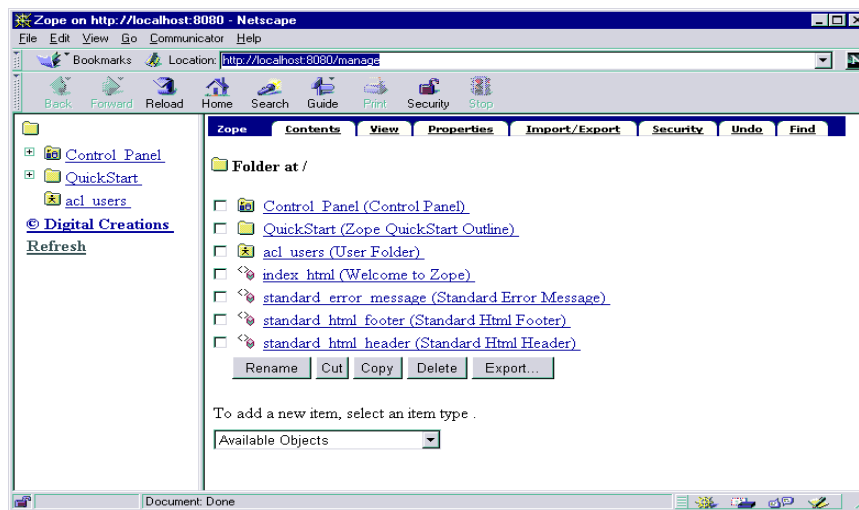 Zope on http://localhost:8080 - Netscape
File Edit View Go Communicator Help
Bookmarks Location: http://localhost:8080/manage
Back Forward Reload Home Search Guide Print Security Stop
Control_Panel
QuickStart
acl_users
© Digital Creations
Refresh
Zope Contents View Properties Import/Export Security Undo Find
Folder at /
Control_Panel (Control Panel)
QuickStart (Zope QuickStart Outline)
acl_users (User Folder)
index_html (Welcome to Zope)
standard_error_message (Standard Error Message)
standard_html_footer (Standard Html Footer)
standard_html_header (Standard Html Header)
Rename Cut Copy Delete Export...
To add a new item, select an item type .
Available Objects
Document: Done